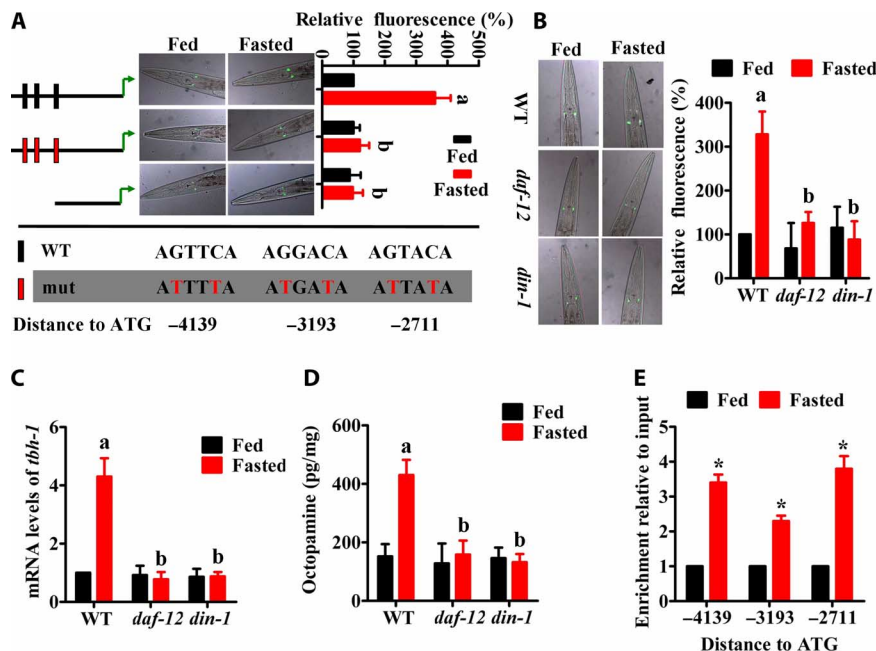 A
Relative fluorescence (%)
Fed
Fasted
0
100
200
300
400
500
a
b
b
Fed
Fasted
WT AGTTCA AGGACA AGTACA
mut ATTTTA ATGATA ATTATA
Distance to ATG −4139 −3193 −2711
B
Fed
Fasted
WT
daf-12
din-1
Fed
Fasted
Relative fluorescence (%)
400
300
200
100
0
a
b
b
WT daf-12 din-1
C
mRNA levels of tbh-1
Fed
Fasted
6
4
2
0
a
b
b
WT daf-12 din-1
D
Octopamine (pg/mg)
Fed
Fasted
600
400
200
0
a
b
b
WT daf-12 din-1
E
Enrichment relative to input
Fed
Fasted
5
4
3
2
1
0
*
*
*
−4139 −3193 −2711
Distance to ATG